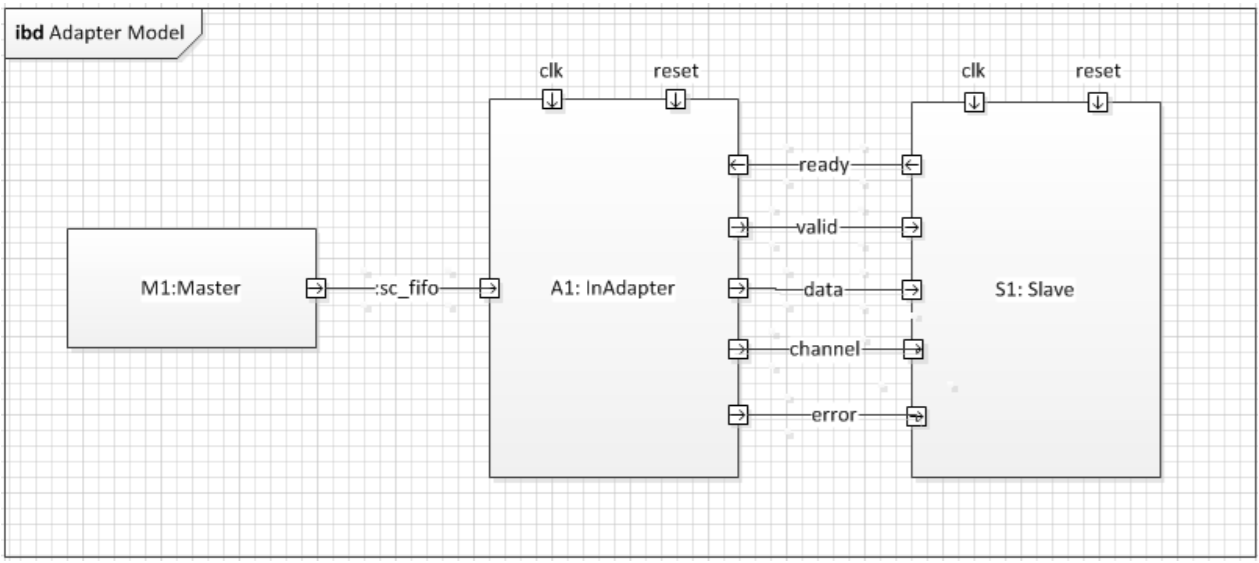 ibd Adapter Model
clk
reset
clk
reset
ready
valid
M1:Master
:sc_fifo
A1: InAdapter
data
S1: Slave
channel
error